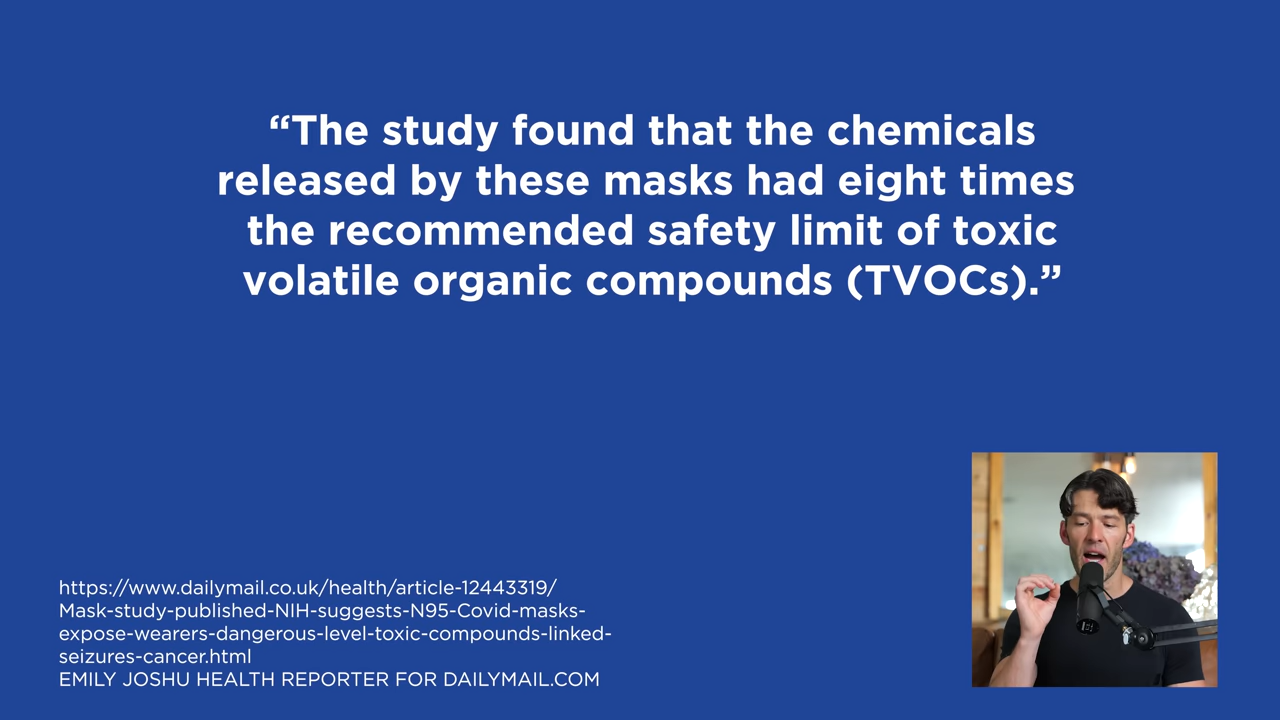 “The study found that the chemicals
released by these masks had eight times
the recommended safety limit of toxic
volatile organic compounds (TVOCs).”
https://www.dailymail.co.uk/health/article-12443319/
Mask-study-published-NIH-suggests-N95-Covid-masks-
expose-wearers-dangerous-level-toxic-compounds-linked-
seizures-cancer.html
EMILY JOSHU HEALTH REPORTER FOR DAILYMAIL.COM